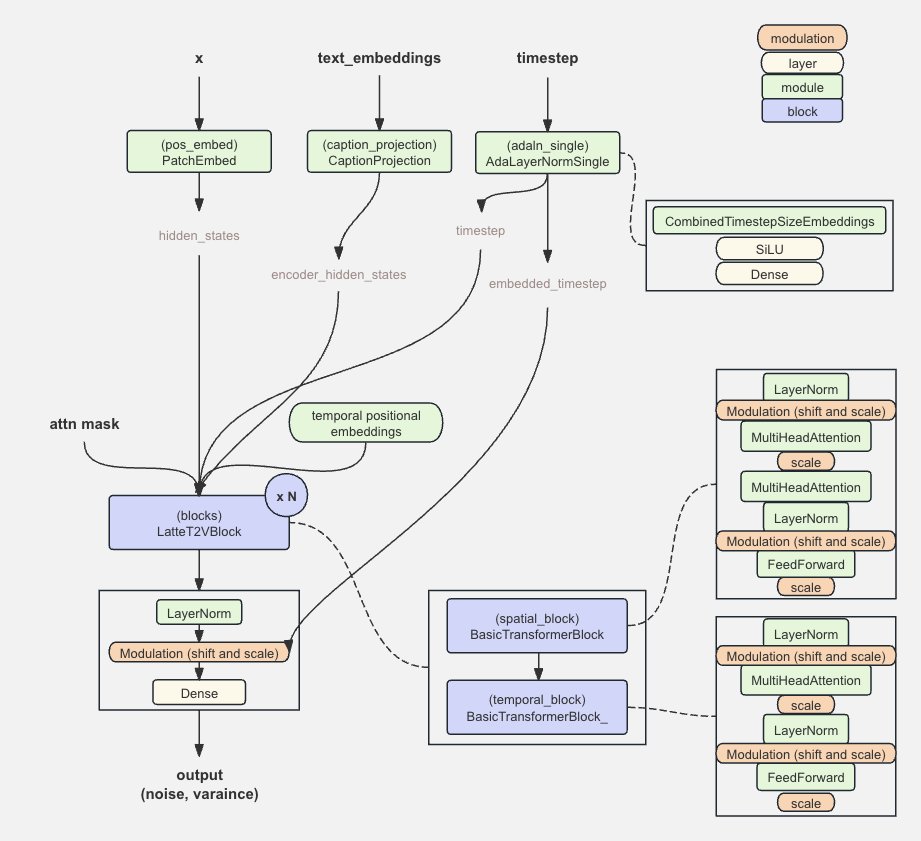 x
text_embeddings
timestep
modulation
layer
module
block
(pos_embed)
PatchEmbed
(caption_projection)
CaptionProjection
(adaln_single)
AdaLayerNormSingle
hidden_states
encoder_hidden_states
timestep
embedded_timestep
CombinedTimestepSizeEmbeddings
SiLU
Dense
attn mask
temporal positional
embeddings
x N
(blocks)
LatteT2VBlock
LayerNorm
Modulation (shift and scale)
Dense
output
(noise, varaince)
(spatial_block)
BasicTransformerBlock
(temporal_block)
BasicTransformerBlock_
LayerNorm
Modulation (shift and scale)
MultiHeadAttention
scale
MultiHeadAttention
LayerNorm
Modulation (shift and scale)
FeedForward
scale
LayerNorm
Modulation (shift and scale)
MultiHeadAttention
scale
LayerNorm
Modulation (shift and scale)
FeedForward
scale